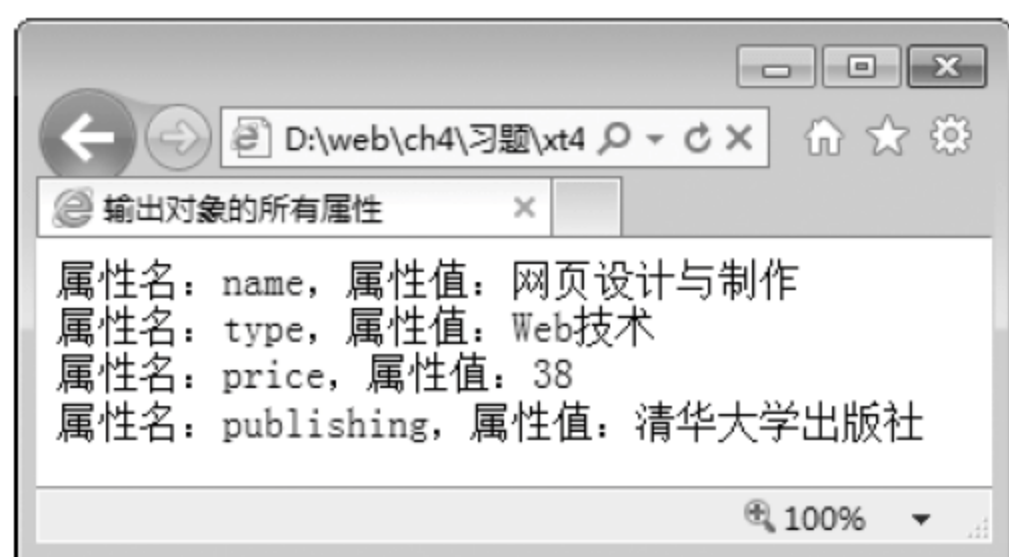 D:\web\ch4\习题\xt4
输出对象的所有属性
属性名：name，属性值：网页设计与制作
属性名：type，属性值：Web技术
属性名：price，属性值：38
属性名：publishing，属性值：清华大学出版社
100%